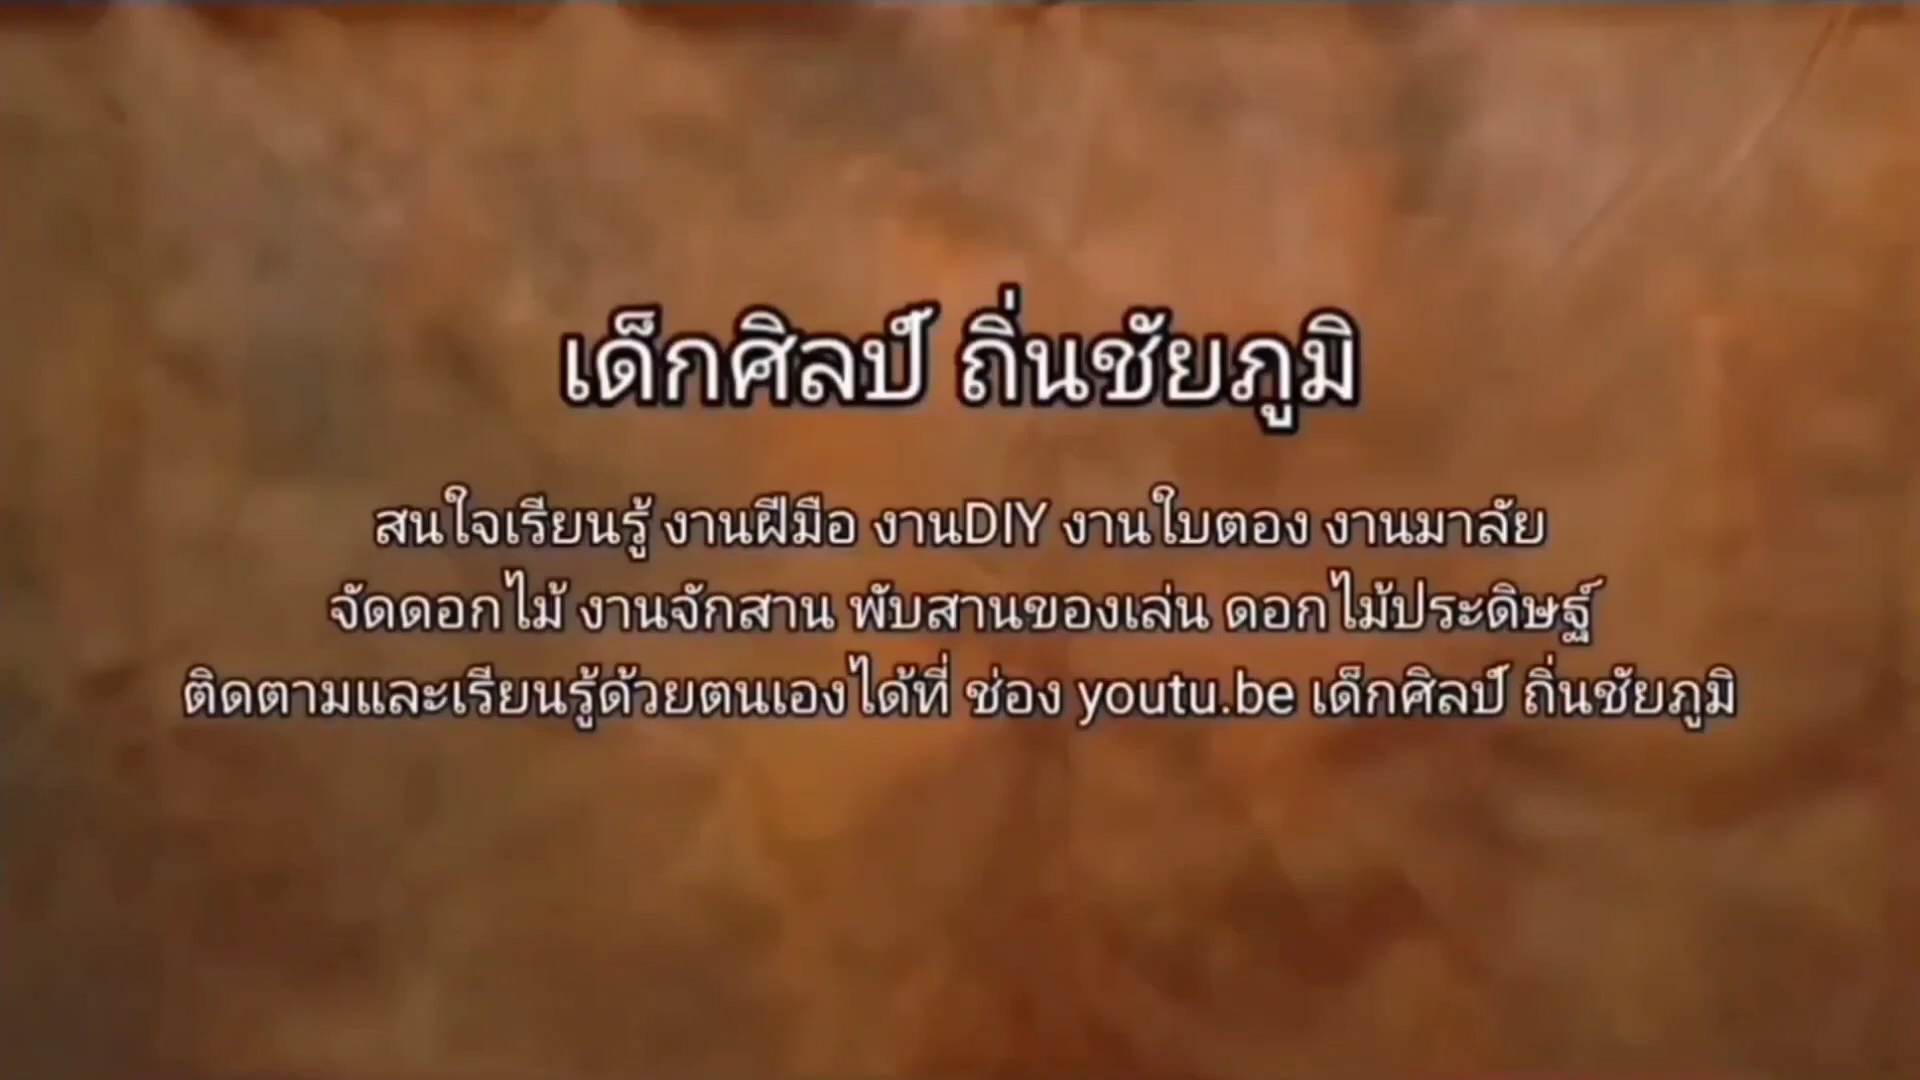 เด็กศิลป์ ถิ่นชัยภูมิ
สนใจเรียนรู้ งานฝีมือ งานDIY งานใบตอง งานมาลัย
จัดดอกไม้ งานจักสาน พับสานของเล่น ดอกไม้ประดิษฐ์
ติดตามและเรียนรู้ด้วยตนเองได้ที่ ช่อง youtu.be เด็กศิลป์ ถิ่นชัยภูมิ